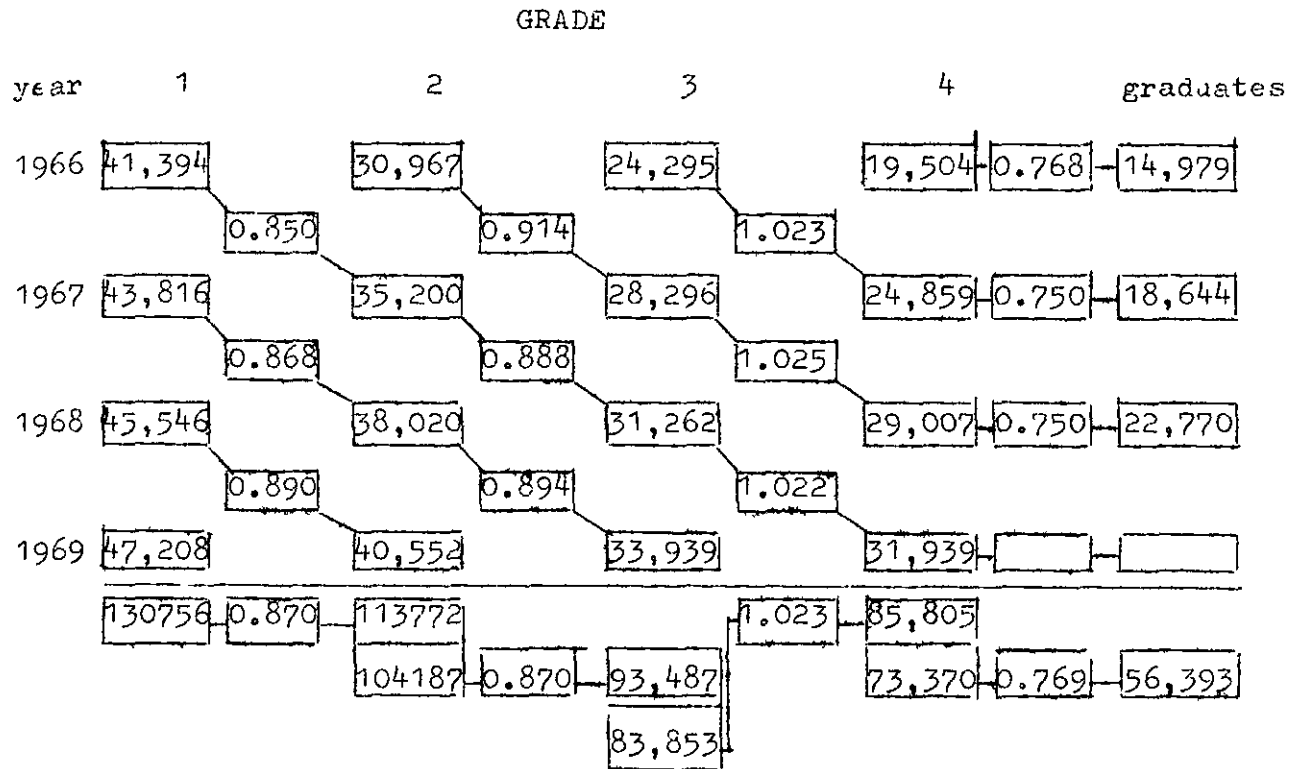 GRADE
year 1 2 3 4 graduates
1966 41,394 30,967 24,295 19,504 0.768 14,979
0.850 0.914 1.023
1967 43,816 35,200 28,296 24,859 0.750 18,644
0.868 0.888 1.025
1968 45,546 38,020 31,262 29,007 0.750 22,770
0.890 0.894 1.022
1969 47,208 40,552 33,939 31,939
130756 0.870 113772 1.023 85,805
104187 0.870 93,487 73,370 0.769 56,393
83,853